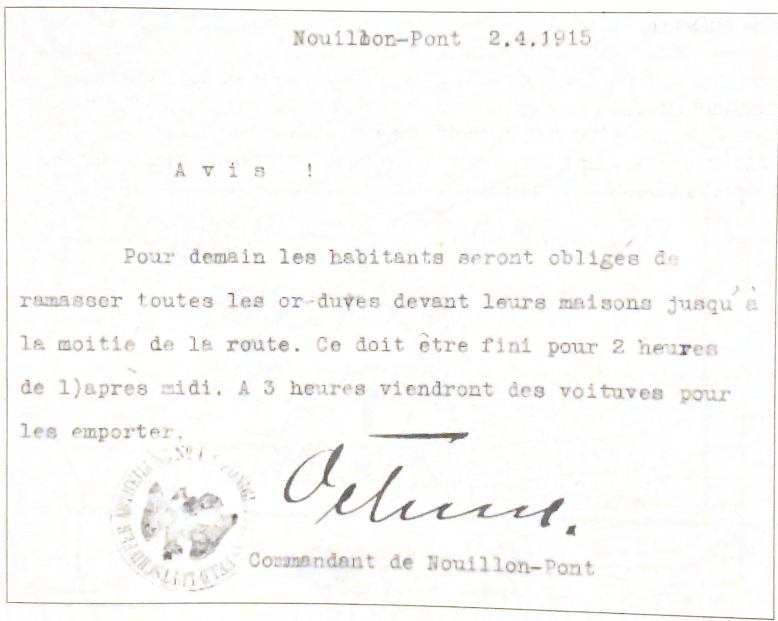 Nouillon-Pont 2.4.1915
A v i s !
Pour demain les habitants seront obligés de
ramasser toutes les or-duves devant leurs maisons jusqu'à
la moitie de la route. Ce doit être fini pour 2 heures
de l)apres midi. A 3 heures viendront des voituves pour
les emporter.
Commandant de Nouillon-Pont